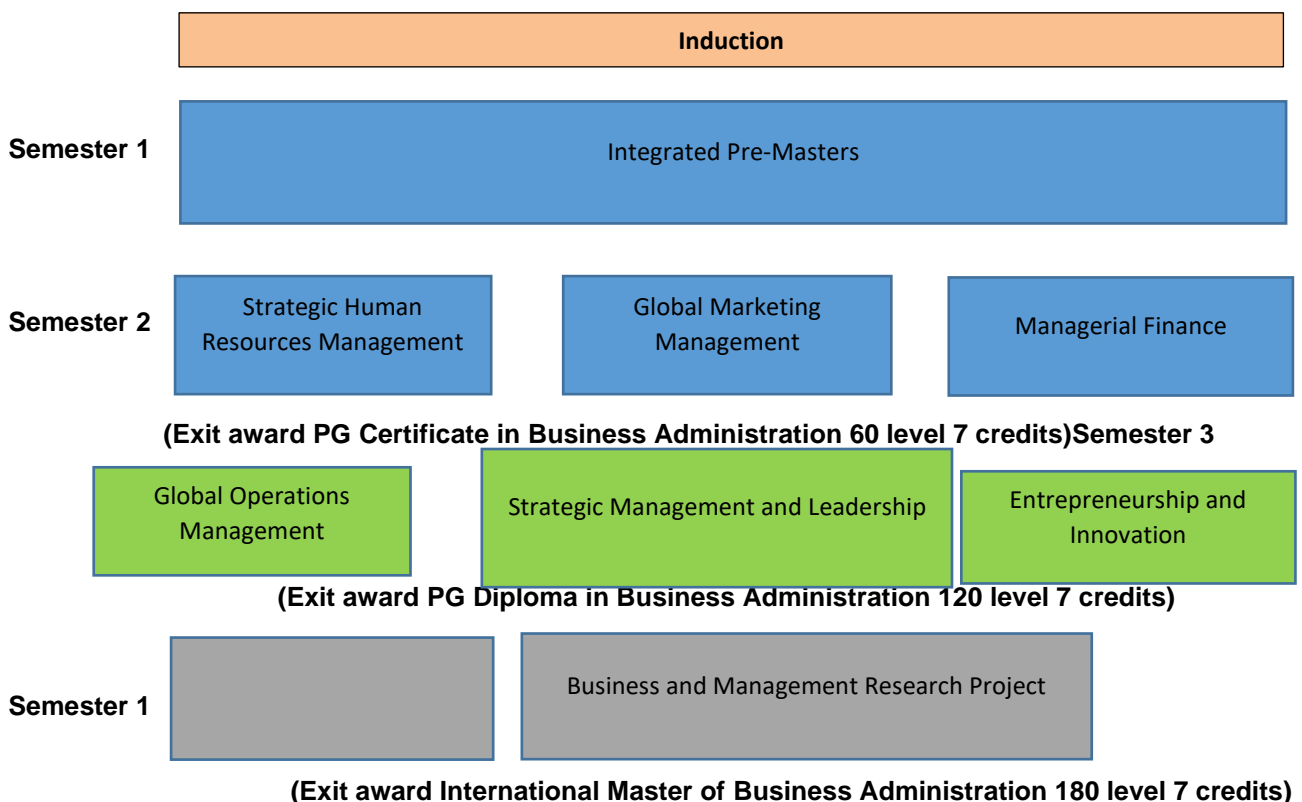 Induction
Semester 1
Integrated Pre-Masters
Semester 2
Strategic Human
Resources Management
Global Marketing
Management
Managerial Finance
(Exit award PG Certificate in Business Administration 60 level 7 credits)Semester 3
Global Operations
Management
Strategic Management and Leadership
Entrepreneurship and
Innovation
(Exit award PG Diploma in Business Administration 120 level 7 credits)
Semester 1
Business and Management Research Project
(Exit award International Master of Business Administration 180 level 7 credits)